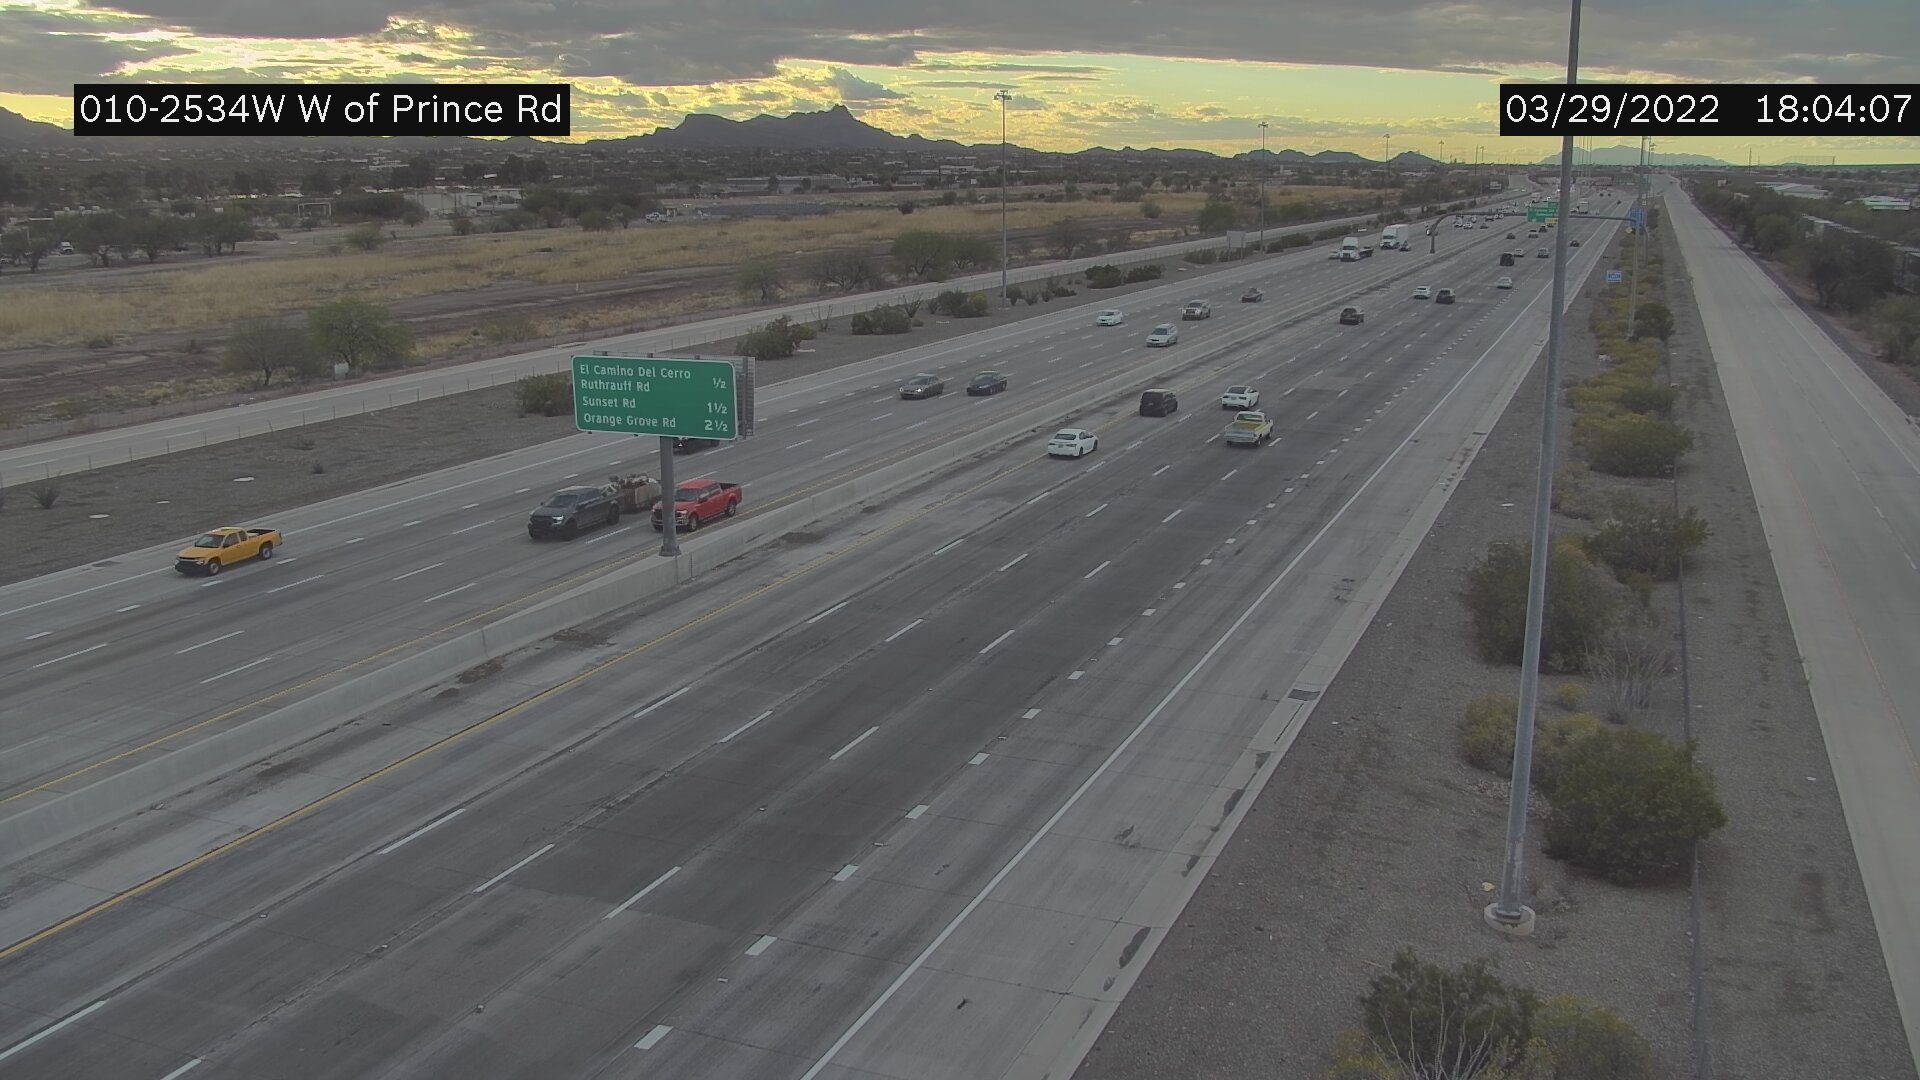 010-2534W W of Prince Rd
03/29/2022 18:04:07
El Camino Del Cerro
Ruthrauff Rd ½
Sunset Rd 1½
Orange Grove Rd 2½